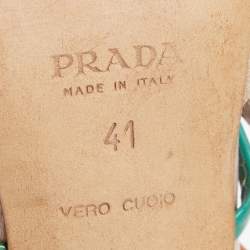 PRADA
MADE IN ITALY
41
VERO CUOIO